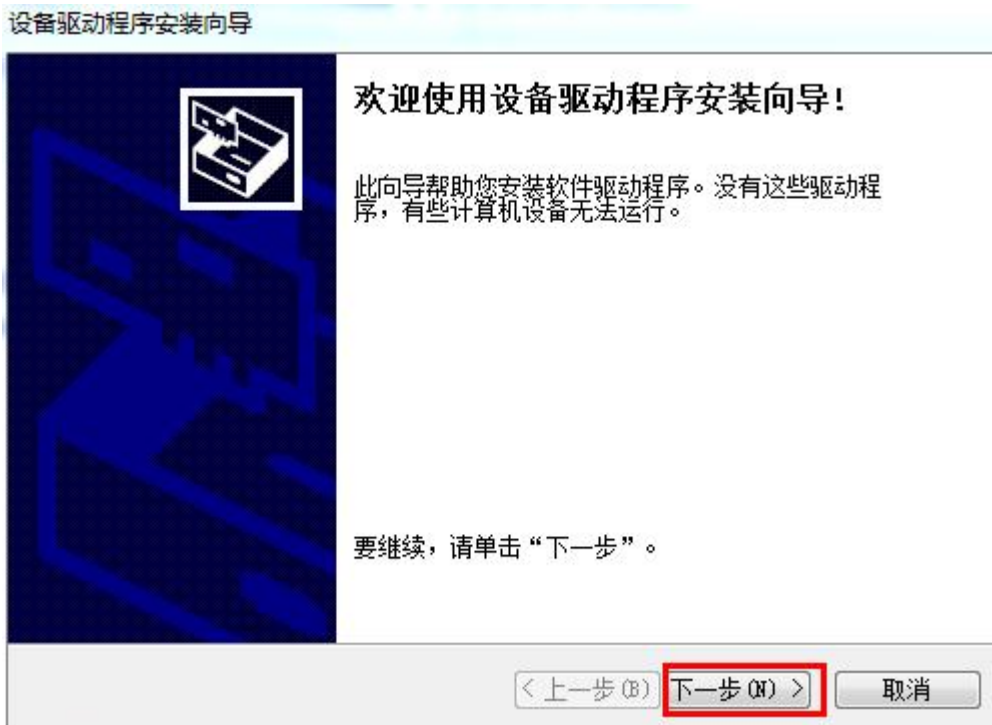 设备驱动程序安装向导
欢迎使用设备驱动程序安装向导!
此向导帮助您安装软件驱动程序。没有这些驱动程
序，有些计算机设备无法运行。
要继续，请单击“下一步”。
< 上一步(B) 下一步(N) > 取消